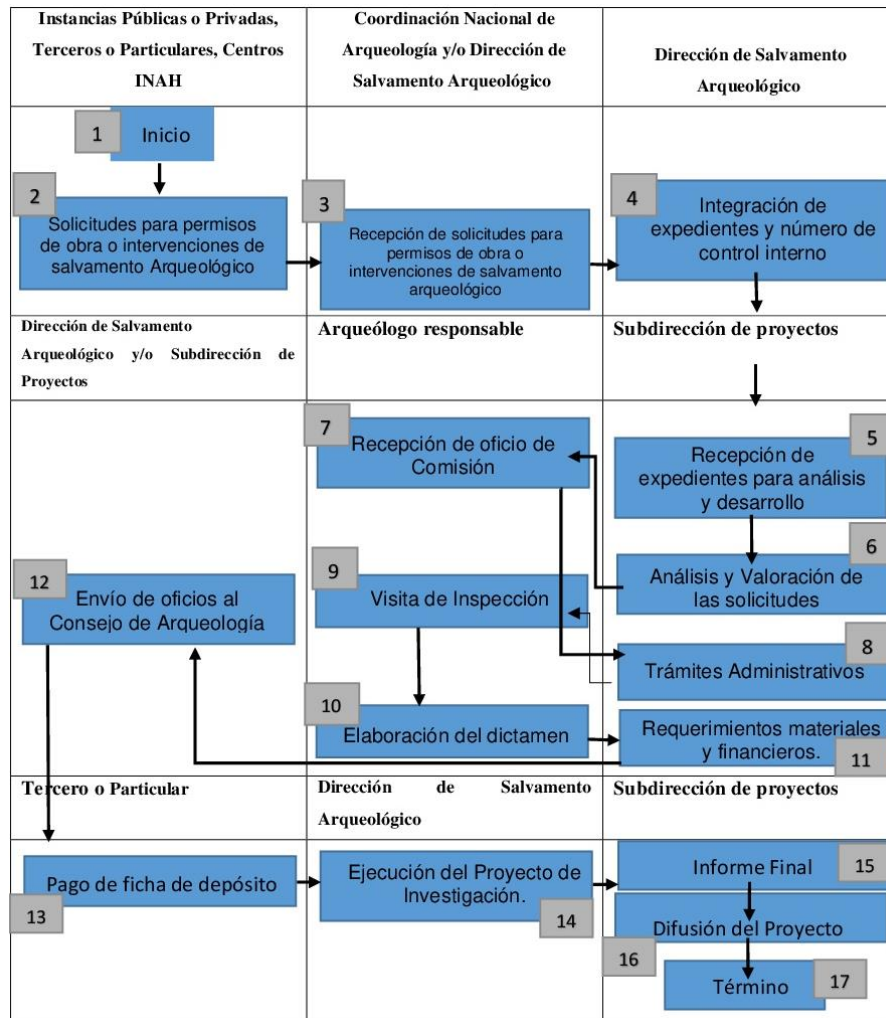 Instancias Públicas o Privadas,
Terceros o Particulares, Centros
INAH
Coordinación Nacional de
Arqueología y/o Dirección de
Salvamento Arqueológico
Dirección de Salvamento
Arqueológico
1
Inicio
2
Solicitudes para permisos
de obra o intervenciones de
salvamento Arqueológico
3
Recepción de solicitudes para
permisos de obra o
intervenciones de salvamento
arqueológico
4
Integración de
expedientes y número de
control interno
Dirección de Salvamento
Arqueológico y/o Subdirección de
Proyectos
Arqueólogo responsable
Subdirección de proyectos
5
Recepción de
expedientes para análisis
y desarrollo
6
Análisis y Valoración de
las solicitudes
7
Recepción de oficio de
Comisión
8
Trámites Administrativos
9
Visita de Inspección
10
Elaboración del dictamen
Requerimientos materiales
y financieros.
11
12
Envío de oficios al
Consejo de Arqueología
Tercero o Particular
Dirección de Salvamento
Arqueológico
Subdirección de proyectos
Pago de ficha de depósito
13
Ejecución del Proyecto de
Investigación.
14
Informe Final
15
Difusión del Proyecto
16
Término
17